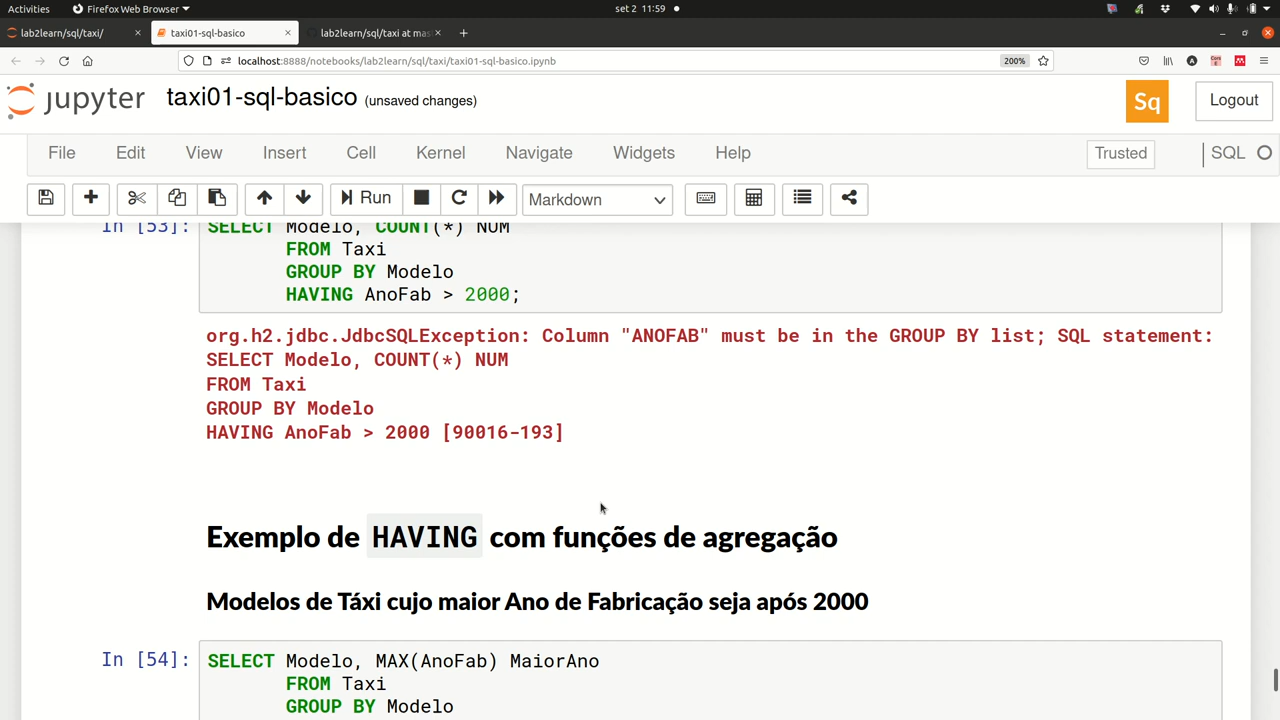 Activities Firefox Web Browser set 2 11:59
lab2learn/sql/taxi/ × taxi01-sql-basico × lab2learn/sql/taxi at mas × +
localhost:8888/notebooks/lab2learn/sql/taxi/taxi01-sql-basico.ipynb 200%
jupyter taxi01-sql-basico (unsaved changes) Sq Logout
File Edit View Insert Cell Kernel Navigate Widgets Help Trusted SQL
Run Markdown
In [53]: SELECT Modelo, COUNT(*) NUM
FROM Taxi
GROUP BY Modelo
HAVING AnoFab > 2000;
org.h2.jdbc.JdbcSQLException: Column "ANOFAB" must be in the GROUP BY list; SQL statement:
SELECT Modelo, COUNT(*) NUM
FROM Taxi
GROUP BY Modelo
HAVING AnoFab > 2000 [90016-193]
Exemplo de HAVING com funções de agregação
Modelos de Táxi cujo maior Ano de Fabricação seja após 2000
In [54]: SELECT Modelo, MAX(AnoFab) MaiorAno
FROM Taxi
GROUP BY Modelo